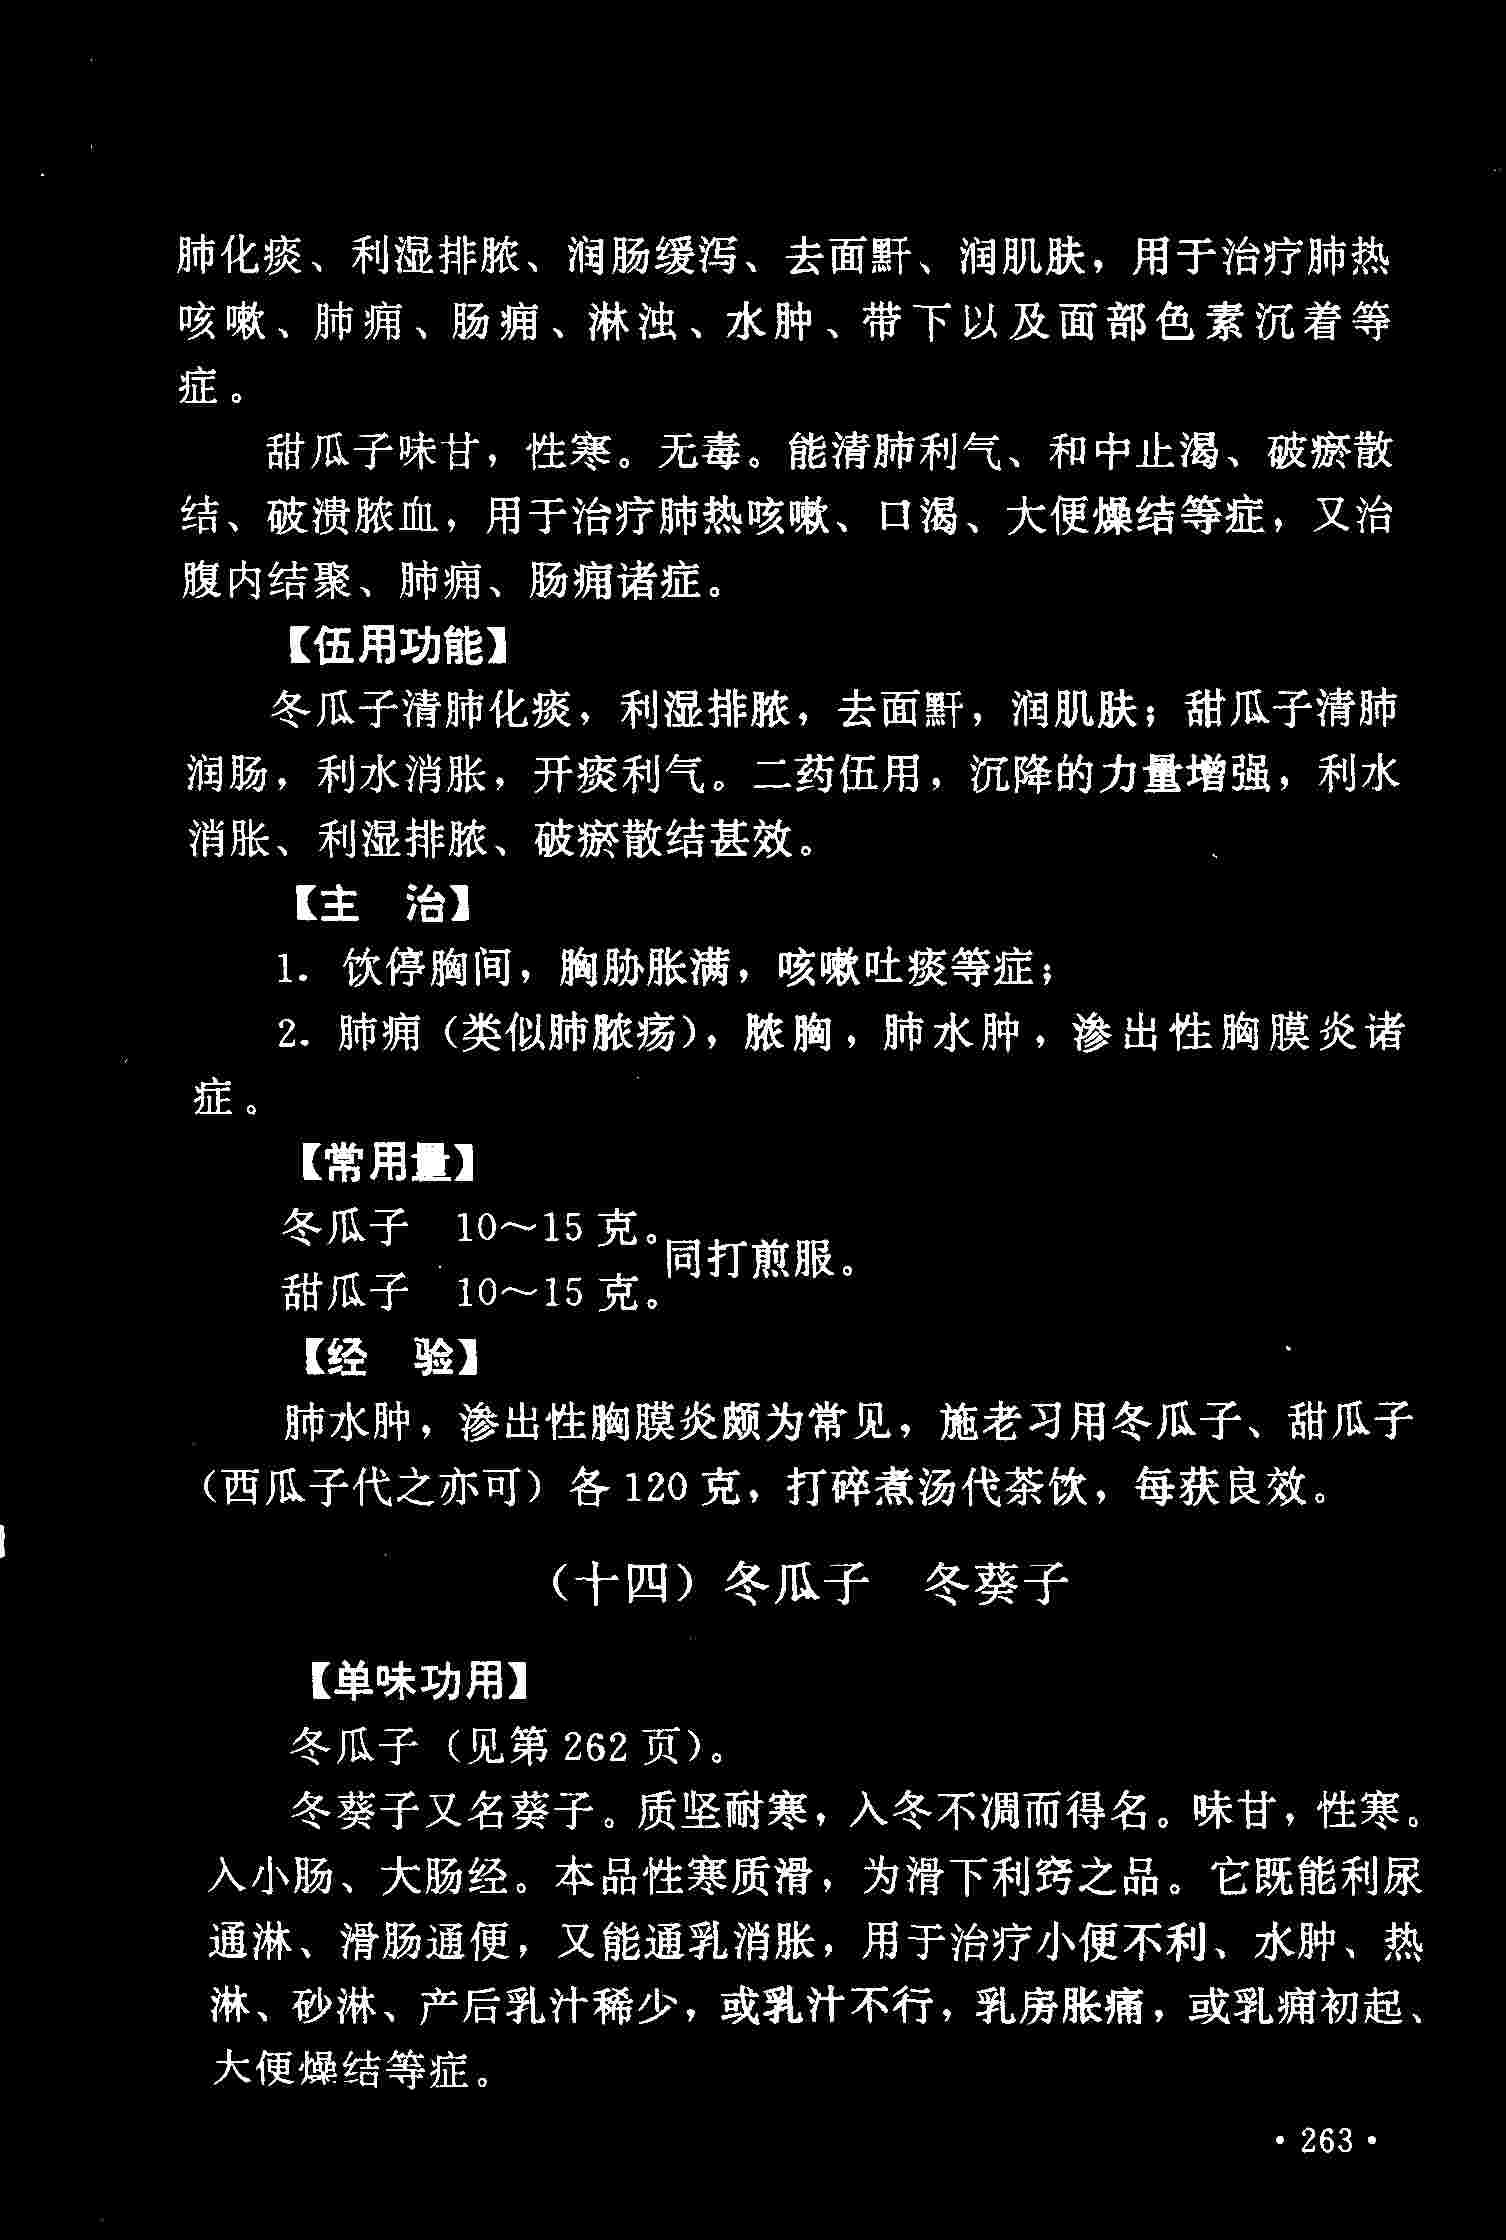 肺化痰、利湿排脓、润肠缓泻、去面䵟、润肌肤，用于治疗肺热
咳嗽、肺痈、肠痈、淋浊、水肿、带下以及面部色素沉着等
症。
甜瓜子味甘，性寒。无毒。能清肺利气、和中止渴、破瘀散
结、破溃脓血，用于治疗肺热咳嗽、口渴、大便燥结等症，又治
腹内结聚、肺痈、肠痈诸症。
【伍用功能】
冬瓜子清肺化痰，利湿排脓，去面䵟，润肌肤；甜瓜子清肺
润肠，利水消胀，开痰利气。二药伍用，沉降的力量增强，利水
消胀、利湿排脓、破瘀散结甚效。
【主　治】
1. 饮停胸间，胸胁胀满，咳嗽吐痰等症；
2. 肺痈（类似肺脓疡），脓胸，肺水肿，渗出性胸膜炎诸
症。
【常用量】
冬瓜子　10～15 克。
同打煎服。
甜瓜子　10～15 克。
【经　验】
肺水肿，渗出性胸膜炎颇为常见，施老习用冬瓜子、甜瓜子
（西瓜子代之亦可）各 120 克，打碎煮汤代茶饮，每获良效。
（十四）冬瓜子　冬葵子
【单味功用】
冬瓜子（见第 262 页）。
冬葵子又名葵子。质坚耐寒，入冬不凋而得名。味甘，性寒。
入小肠、大肠经。本品性寒质滑，为滑下利窍之品。它既能利尿
通淋、滑肠通便，又能通乳消胀，用于治疗小便不利、水肿、热
淋、砂淋、产后乳汁稀少，或乳汁不行，乳房胀痛，或乳痈初起、
大便燥结等症。
· 263 ·